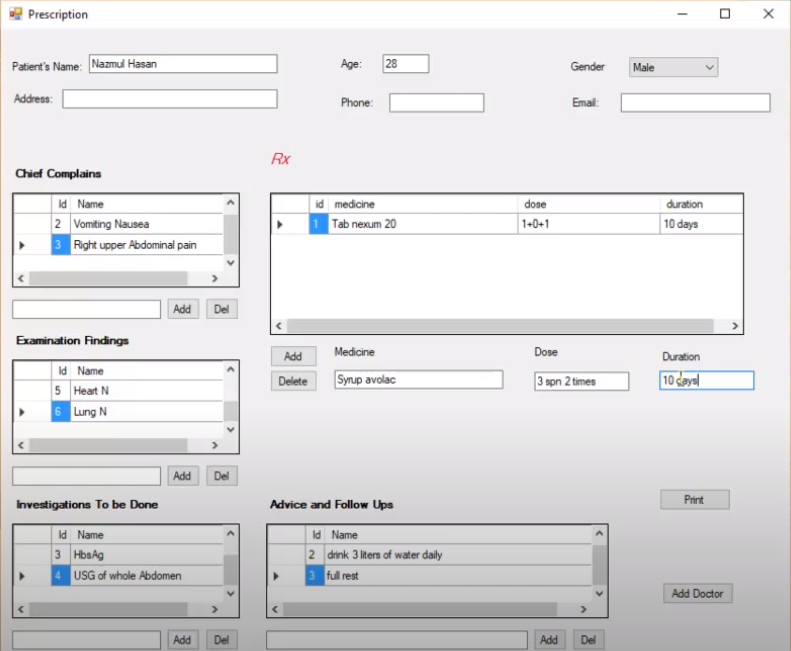 Prescription
Patient's Name: Nazmul Hasan Age: 28 Gender Male
Address: Phone: Email:
Rx
Chief Complains
Id Name
2 Vomiting Nausea
3 Right upper Abdominal pain
Add Del
id medicine dose duration
1 Tab nexum 20 1+0+1 10 days
Add Medicine Dose Duration
Delete Syrup avolac 3 spn 2 times 10 days
Examination Findings
Id Name
5 Heart N
6 Lung N
Add Del
Investigations To be Done
Id Name
3 HbsAg
4 USG of whole Abdomen
Add Del
Advice and Follow Ups
Id Name
2 drink 3 liters of water daily
3 full rest
Add Del
Print
Add Doctor